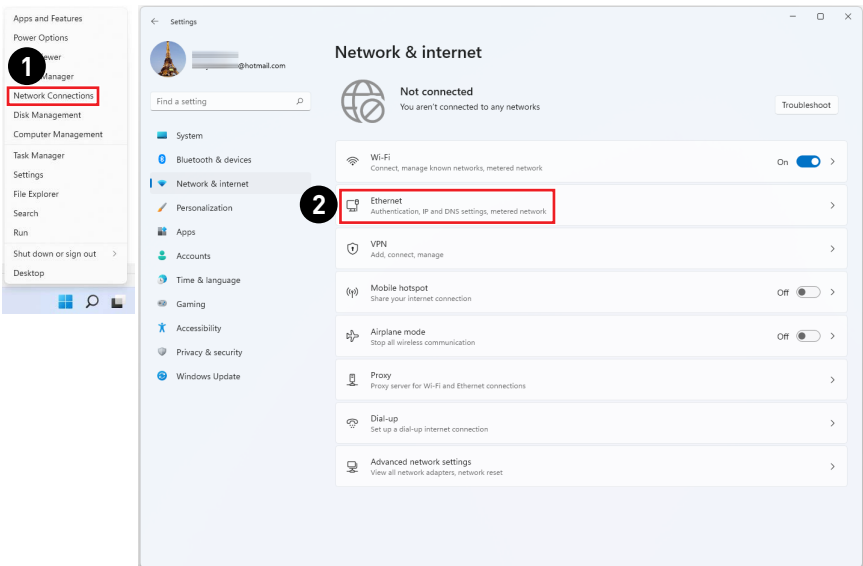 Apps and Features
Power Options
ewer
1
Manager
Network Connections
Disk Management
Computer Management
Task Manager
Settings
File Explorer
Search
Run
Shut down or sign out
Desktop
Settings
@hotmail.com
Find a setting
System
Bluetooth & devices
Network & internet
Personalization
Apps
Accounts
Time & language
Gaming
Accessibility
Privacy & security
Windows Update
Network & internet
Not connected
You aren't connected to any networks
Troubleshoot
Wi-Fi
Connect, manage known networks, metered network
On
2
Ethernet
Authentication, IP and DNS settings, metered network
VPN
Add, connect, manage
Mobile hotspot
Share your internet connection
Off
Airplane mode
Stop all wireless communication
Off
Proxy
Proxy server for Wi-Fi and Ethernet connections
Dial-up
Set up a dial-up internet connection
Advanced network settings
View all network adapters, network reset